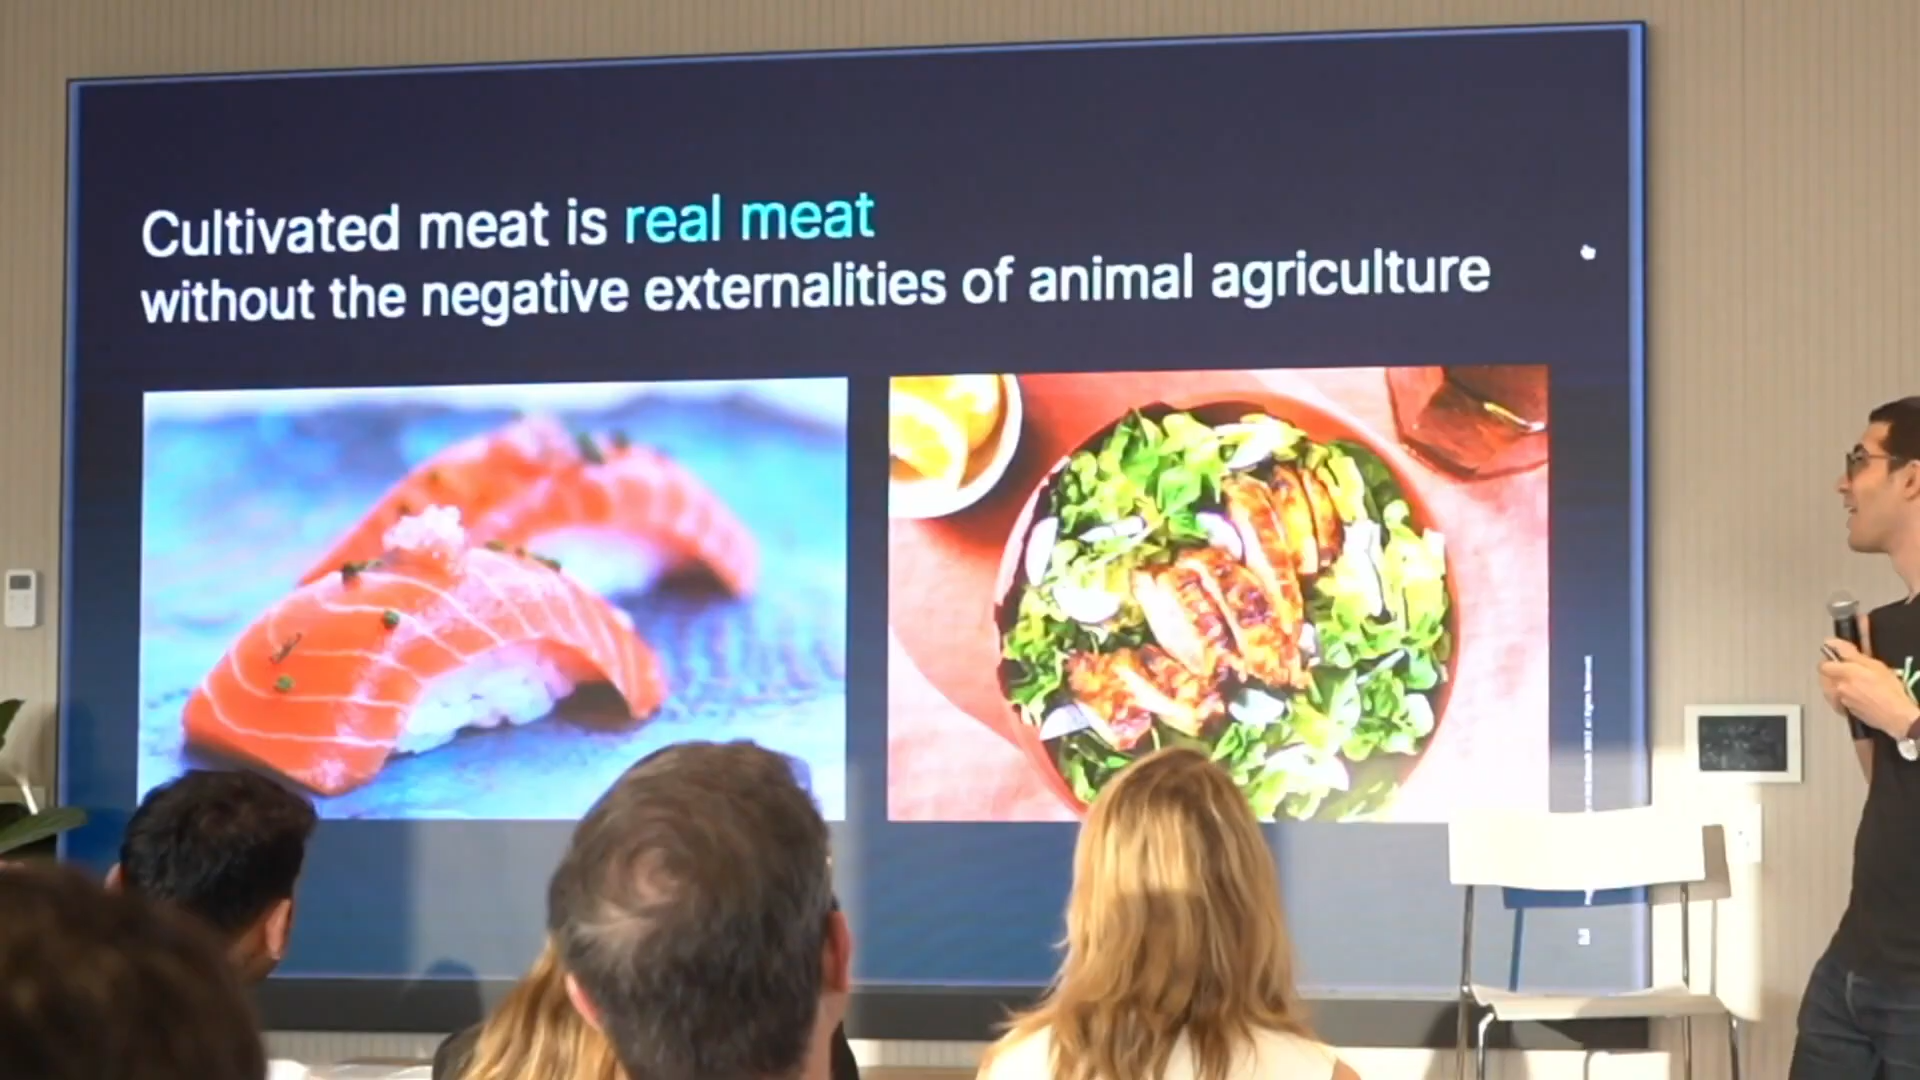 Cultivated meat is real meat
without the negative externalities of animal agriculture